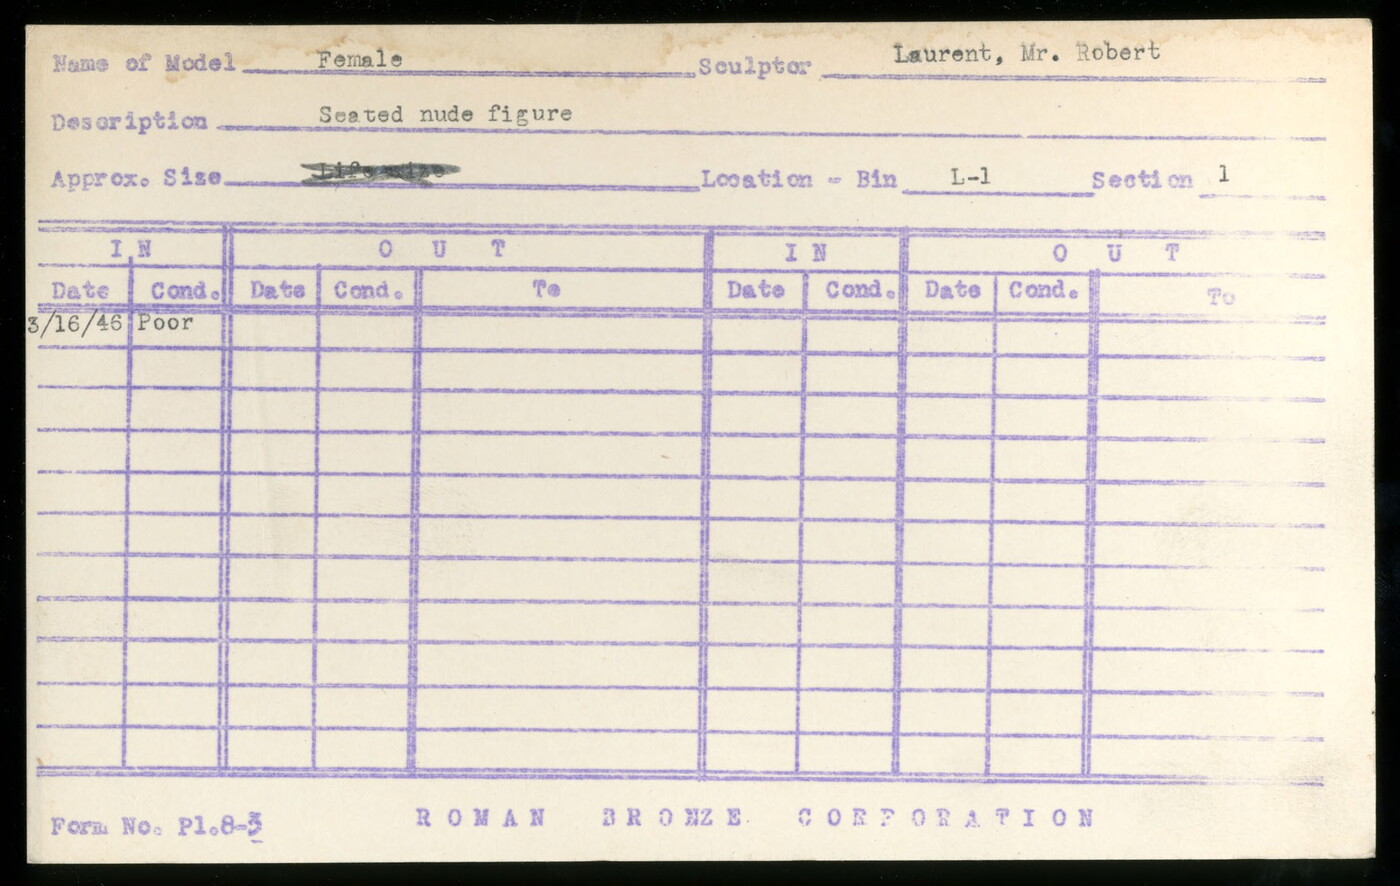 Name of Model Female Sculptor Laurent, Mr. Robert
Description Seated nude figure
Approx. Size Life size Location - Bin L-1 Section 1
IN OUT IN OUT
Date Cond. Date Cond. To Date Cond. Date Cond. To
3/16/46 Poor
Form No. Pl.8-3 ROMAN BRONZE CORPORATION